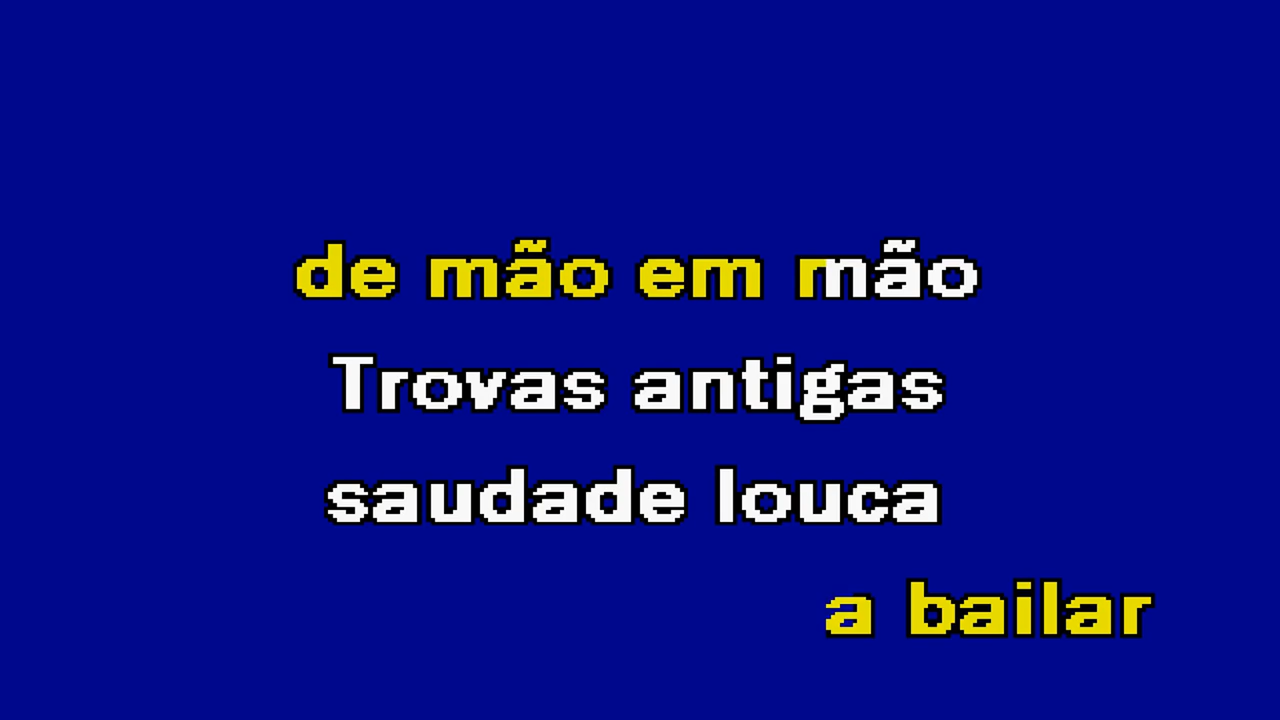 de mão em mão
Trovas antigas
saudade louca
a bailar